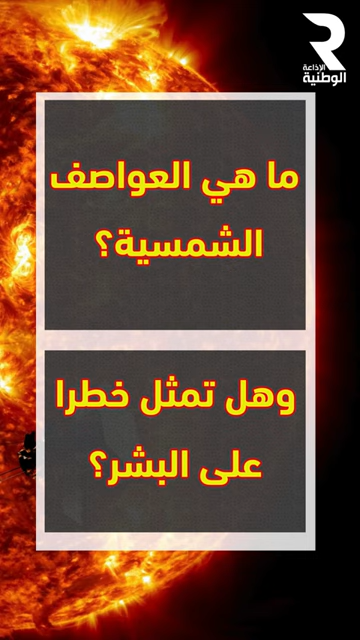 الإذاعة
الوطنية
ما هي العواصف
الشمسية؟
وهل تمثل خطرا
على البشر؟